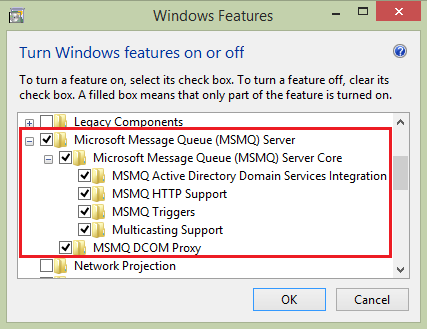 Windows Features
Turn Windows features on or off
To turn a feature on, select its check box. To turn a feature off, clear its
check box. A filled box means that only part of the feature is turned on.
Legacy Components
Microsoft Message Queue (MSMQ) Server
Microsoft Message Queue (MSMQ) Server Core
MSMQ Active Directory Domain Services Integration
MSMQ HTTP Support
MSMQ Triggers
Multicasting Support
MSMQ DCOM Proxy
Network Projection
OK Cancel